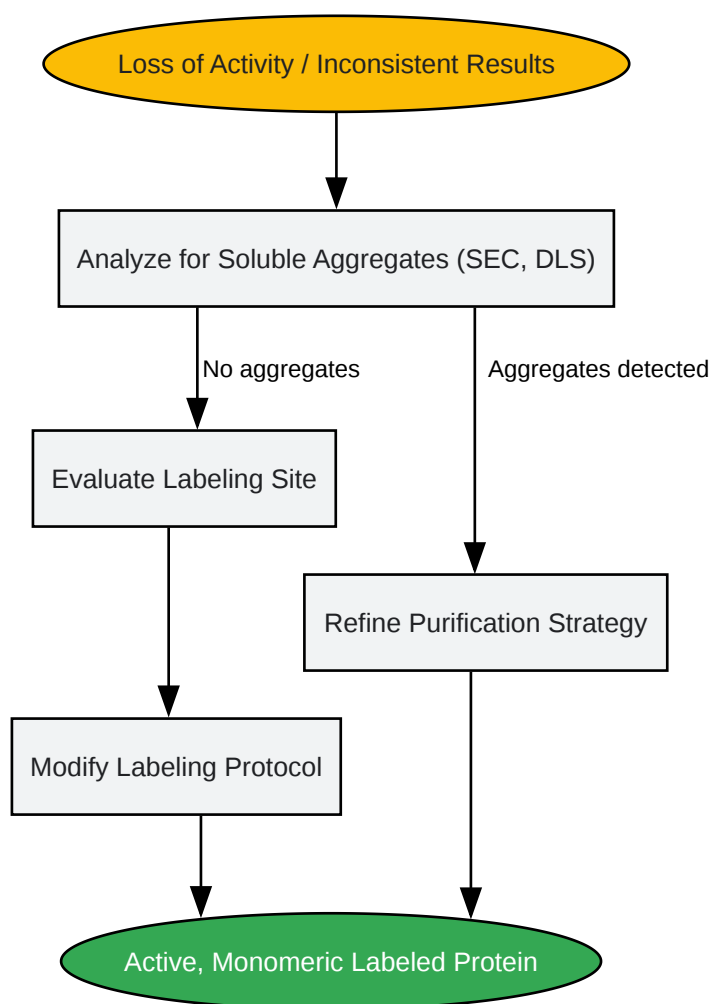 Loss of Activity / Inconsistent Results
Analyze for Soluble Aggregates (SEC, DLS)
No aggregates
Aggregates detected
Evaluate Labeling Site
Refine Purification Strategy
Modify Labeling Protocol
Active, Monomeric Labeled Protein